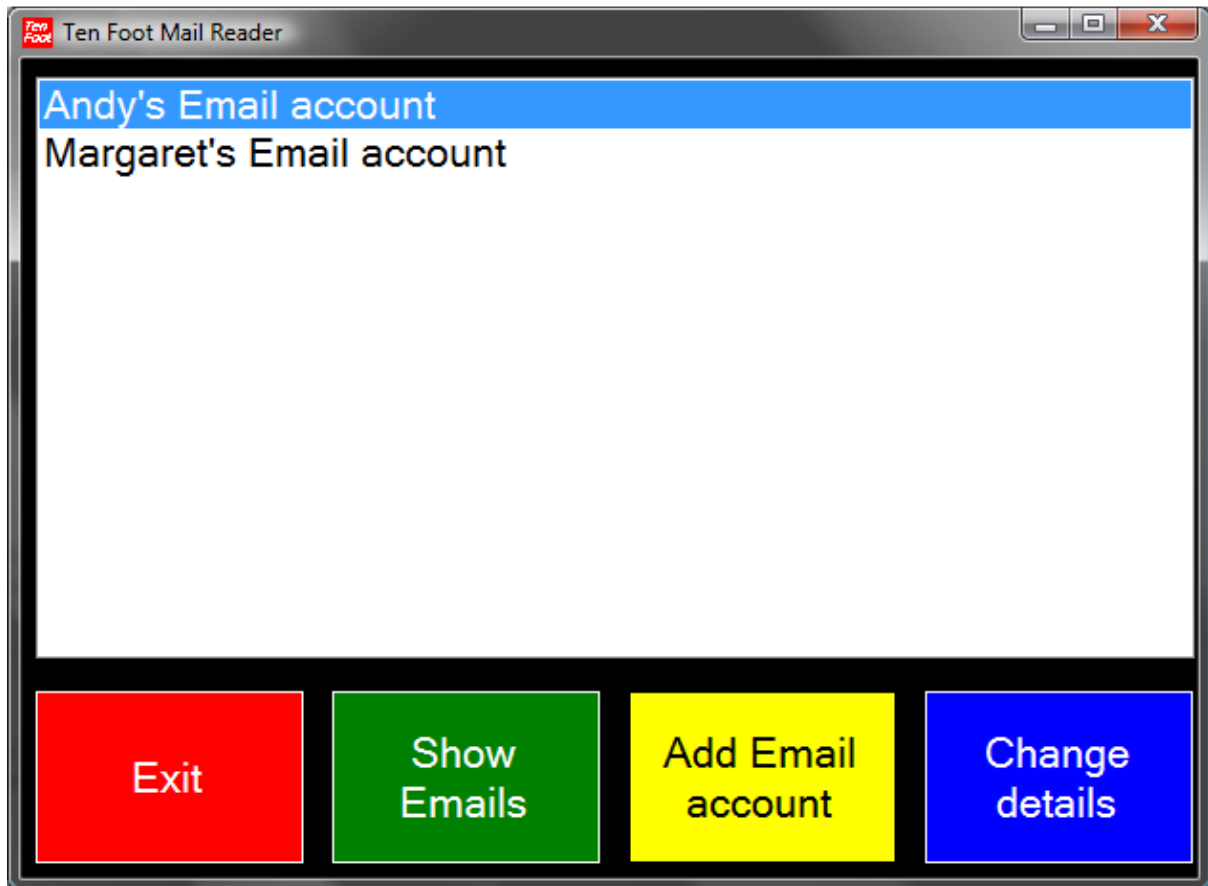 Ten
Foot
Ten Foot Mail Reader
Andy's Email account
Margaret's Email account
Exit
Show
Emails
Add Email
account
Change
details